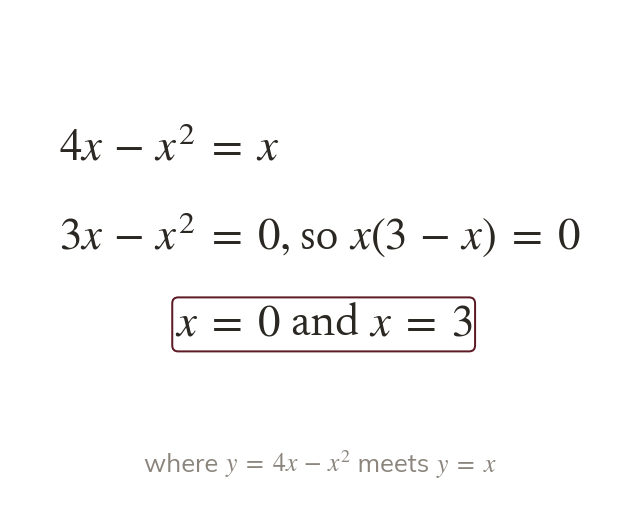 4x − x² = x
3x − x² = 0, so x(3 − x) = 0
x = 0 and x = 3
where y = 4x − x² meets y = x